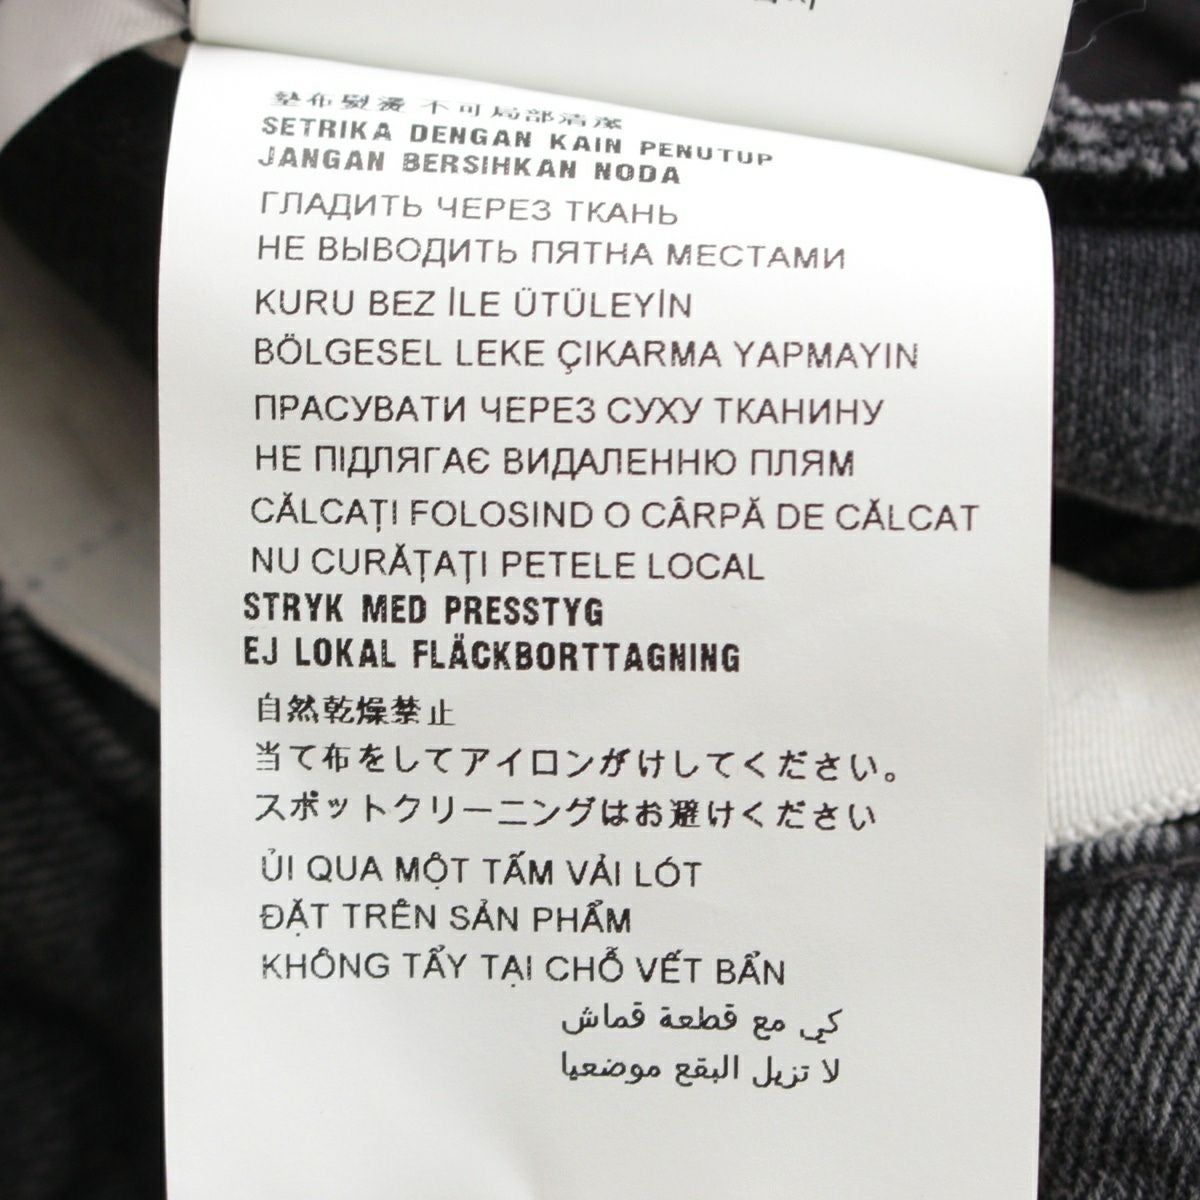 墊布熨燙 不可局部清潔
SETRIKA DENGAN KAIN PENUTUP
JANGAN BERSIHKAN NODA
ГЛАДИТЬ ЧЕРЕЗ ТКАНЬ
НЕ ВЫВОДИТЬ ПЯТНА МЕСТАМИ
KURU BEZ İLE ÜTÜLEYİN
BÖLGESEL LEKE ÇIKARMA YAPMAYIN
ПРАСУВАТИ ЧЕРЕЗ СУХУ ТКАНИНУ
НЕ ПІДЛЯГАЄ ВИДАЛЕННЮ ПЛЯМ
CĂLCAȚI FOLOSIND O CÂRPĂ DE CĂLCAT
NU CURĂȚAȚI PETELE LOCAL
STRYK MED PRESSTYG
EJ LOKAL FLÄCKBORTTAGNING
自然乾燥禁止
当て布をしてアイロンがけしてください。
スポットクリーニングはお避けください
ỦI QUA MỘT TẤM VẢI LÓT
ĐẶT TRÊN SẢN PHẨM
KHÔNG TẨY TẠI CHỖ VẾT BẨN
كي مع قطعة قماش
لا تزيل البقع موضعيا